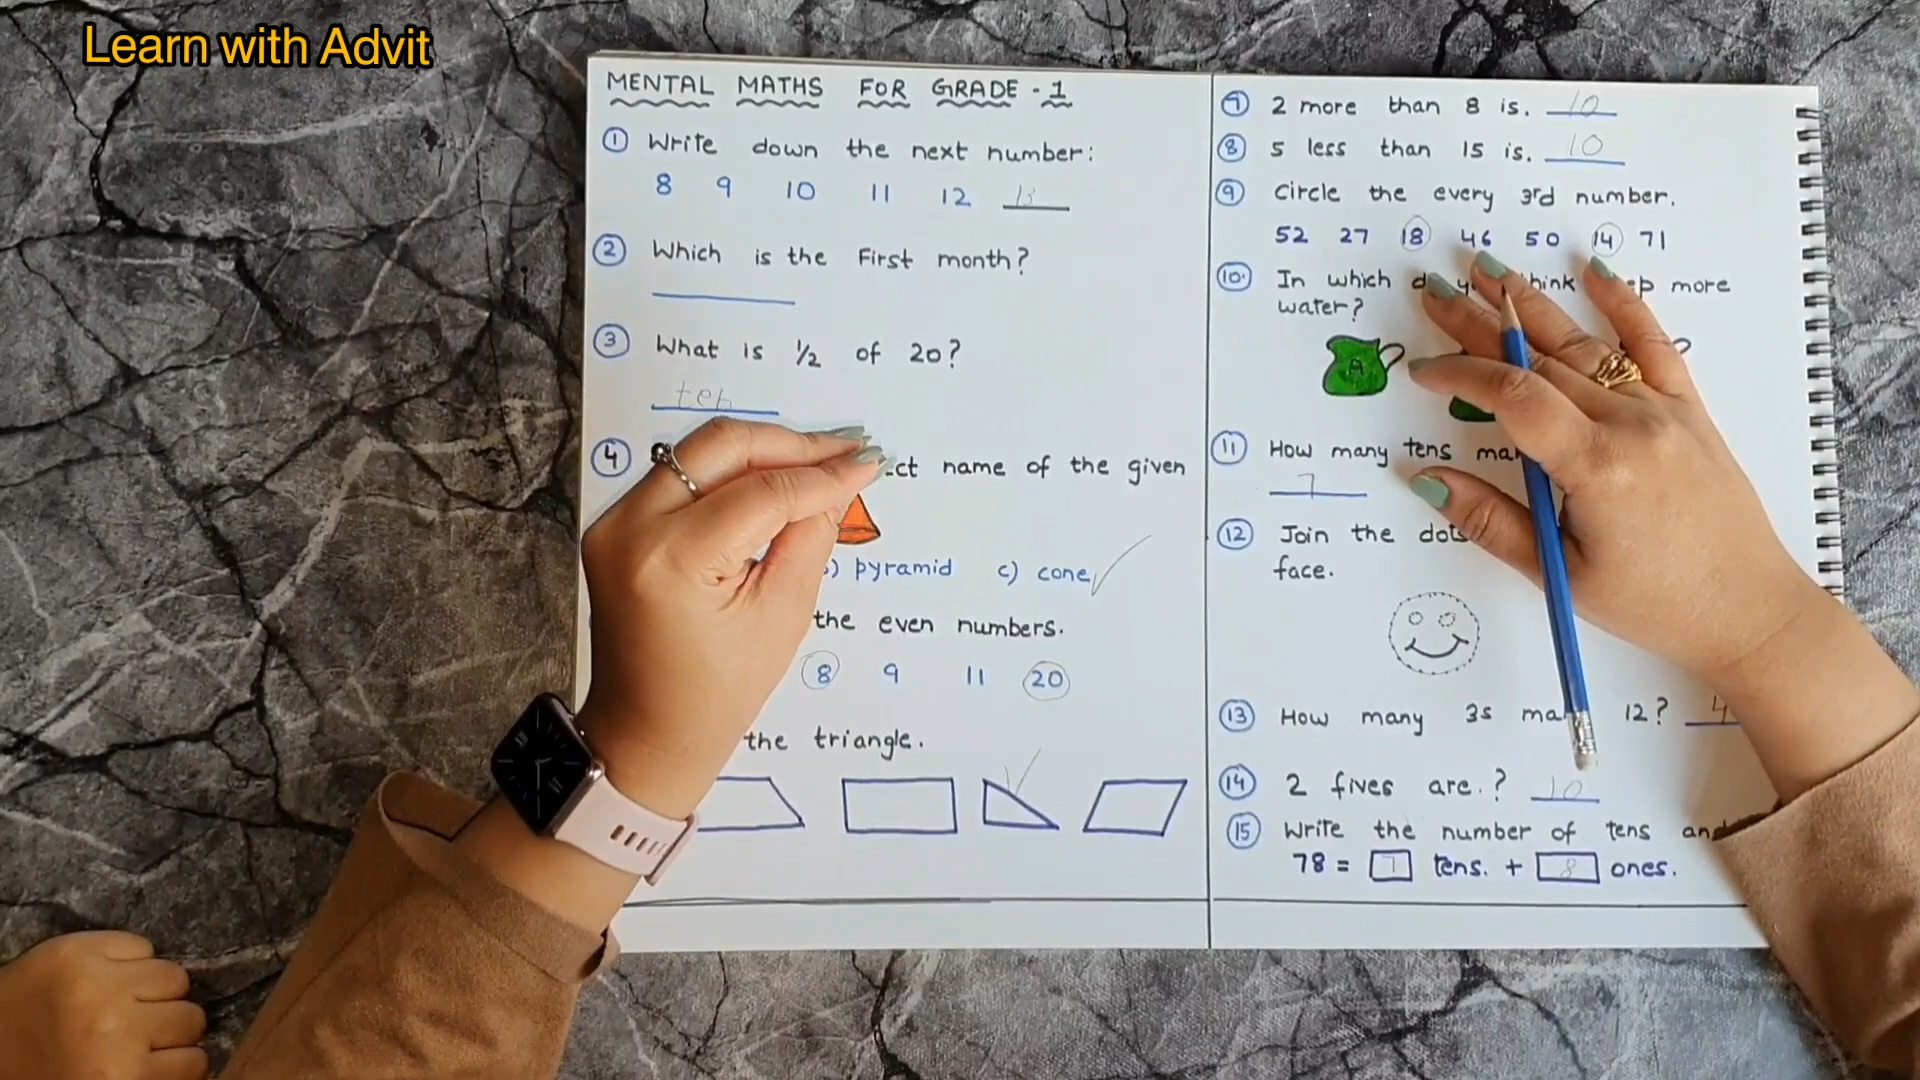 Learn with Advit
MENTAL MATHS FOR GRADE - 1
1 Write down the next number:
8 9 10 11 12 13
2 Which is the First month?
3 What is 1/2 of 20?
ten
4 name of the given
pyramid c) cone
the even numbers.
8 9 11 20
the triangle.
7 2 more than 8 is. 10
8 5 less than 15 is. 10
9 Circle the every 3rd number.
52 27 18 46 50 14 71
10. In which more
water?
A
11 How many tens
7
12 Join the dots
face.
13 How many 3s 12? 4
14 2 fives are.? 10
15 Write the number of tens and
78 = 7 tens. + 8 ones.